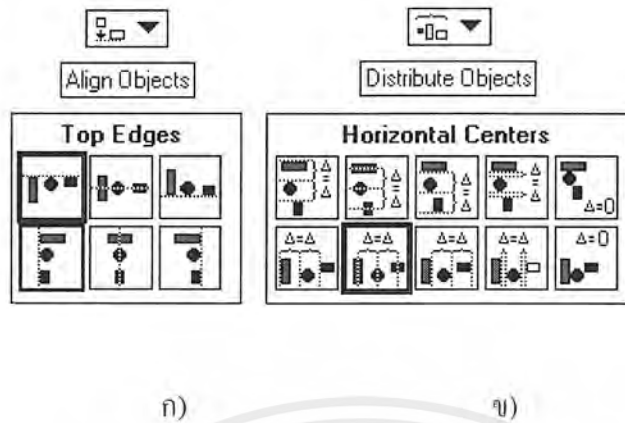 Align Objects
Distribute Objects
Top Edges
Horizontal Centers
Δ=Δ
Δ=Δ
Δ=Δ
Δ=Δ
Δ=0
Δ=Δ
Δ=Δ
Δ=Δ
Δ=Δ
Δ=0
ก)
ข)